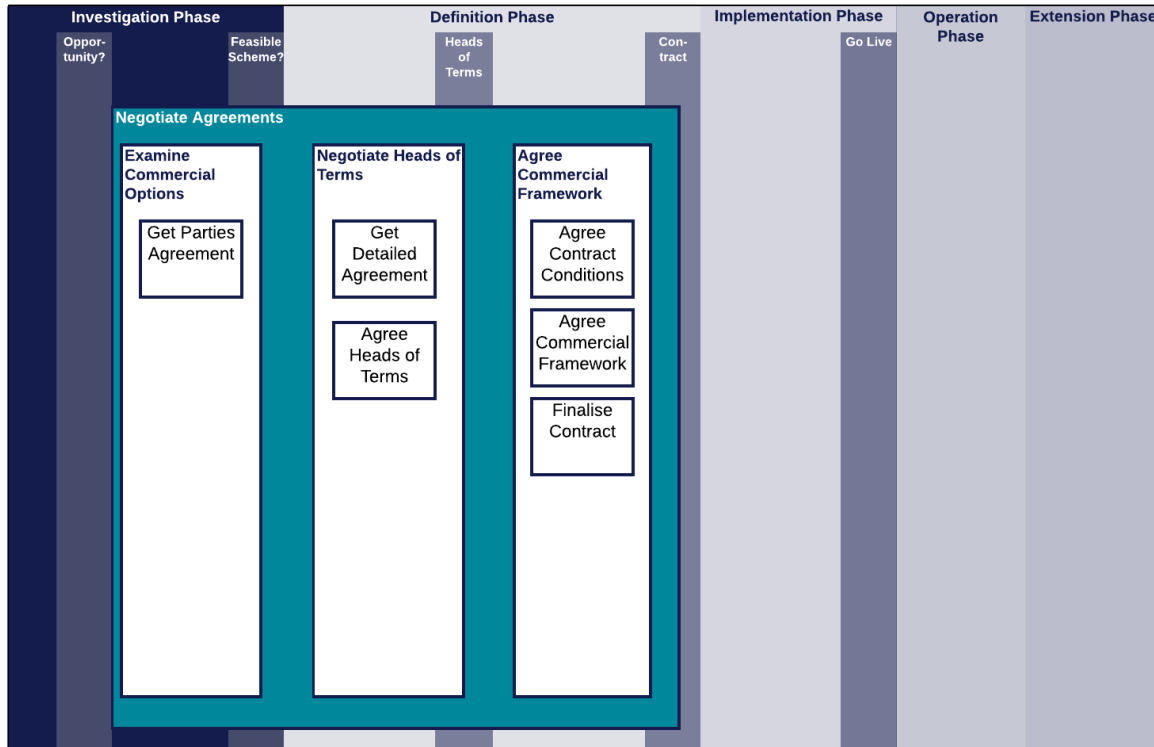 Investigation Phase
Definition Phase
Implementation Phase
Operation
Phase
Extension Phase
Oppor-
tunity?
Feasible
Scheme?
Heads
of
Terms
Con-
tract
Go Live
Negotiate Agreements
Examine
Commercial
Options
Get Parties
Agreement
Negotiate Heads of
Terms
Get
Detailed
Agreement
Agree
Heads of
Terms
Agree
Commercial
Framework
Agree
Contract
Conditions
Agree
Commercial
Framework
Finalise
Contract